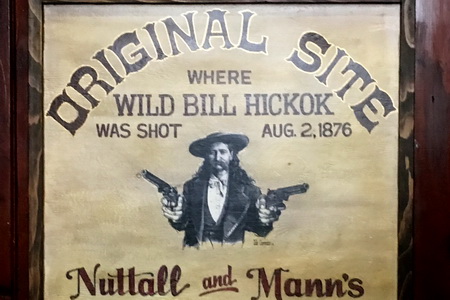 ORIGINAL SITE
WHERE
WILD BILL HICKOK
WAS SHOT AUG. 2, 1876
Nuttall and Mann's